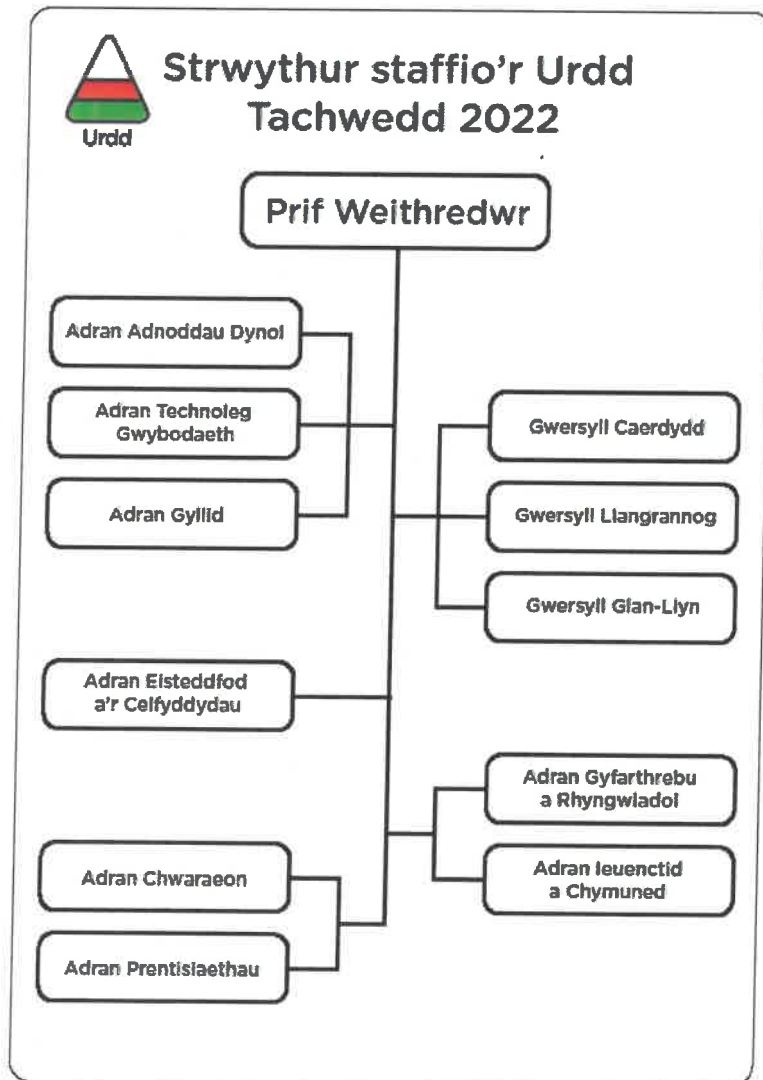 Strwythur staffio'r Urdd
Tachwedd 2022
Urdd
Prif Weithredwr
Adran Adnoddau Dynol
Adran Technoleg
Gwybodaeth
Adran Gyllid
Gwersyll Caerdydd
Gwersyll Llangrannog
Gwersyll Glan-Llyn
Adran Eisteddfod
a'r Celfyddydau
Adran Gyfarthrebu
a Rhyngwladol
Adran Ieuenctid
a Chymuned
Adran Chwaraeon
Adran Prentisiaethau